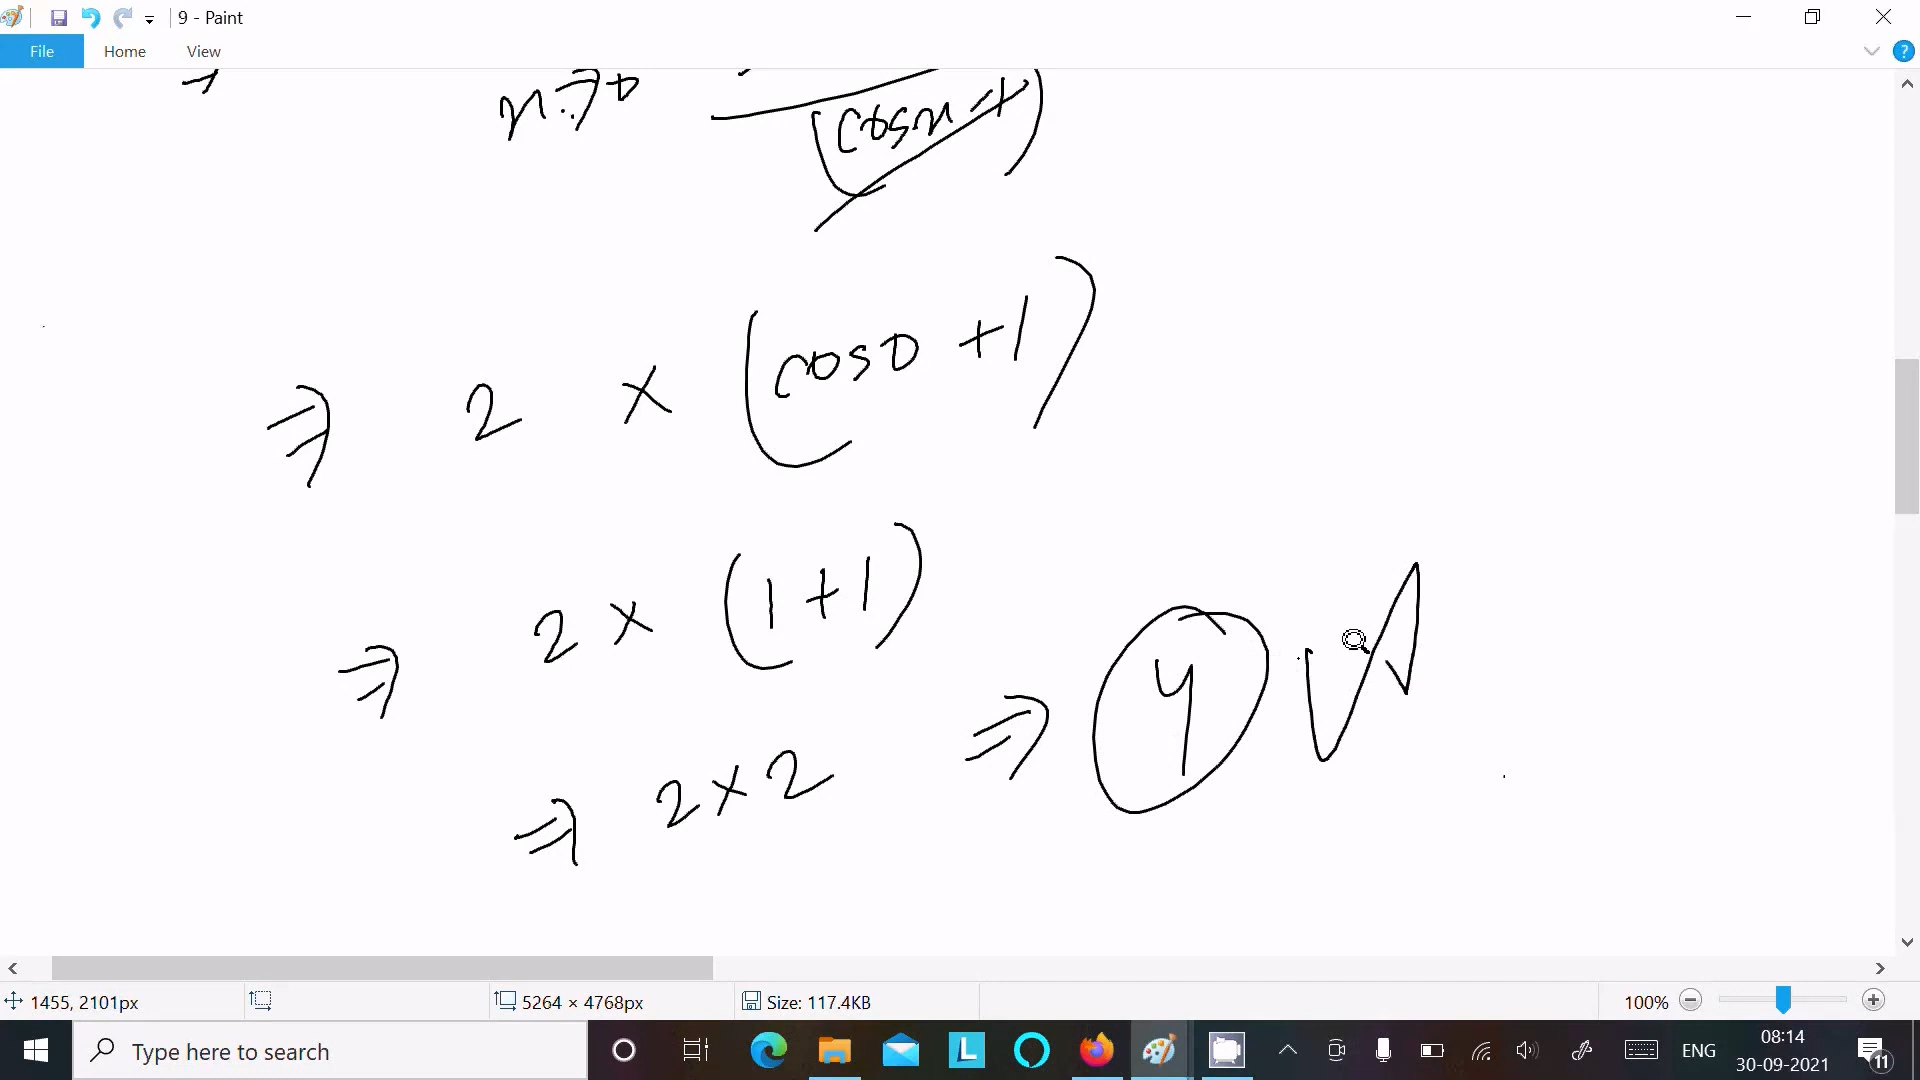 9 - Paint
File Home View
x → 0
(cos x - 1)
⇒ 2 × (cos 0 + 1)
⇒ 2 × (1 + 1)
⇒ 2 × 2 ⇒ 4
1455, 2101px 5264 × 4768px Size: 117.4KB 100%
Type here to search
L
ENG
08:14
30-09-2021
11